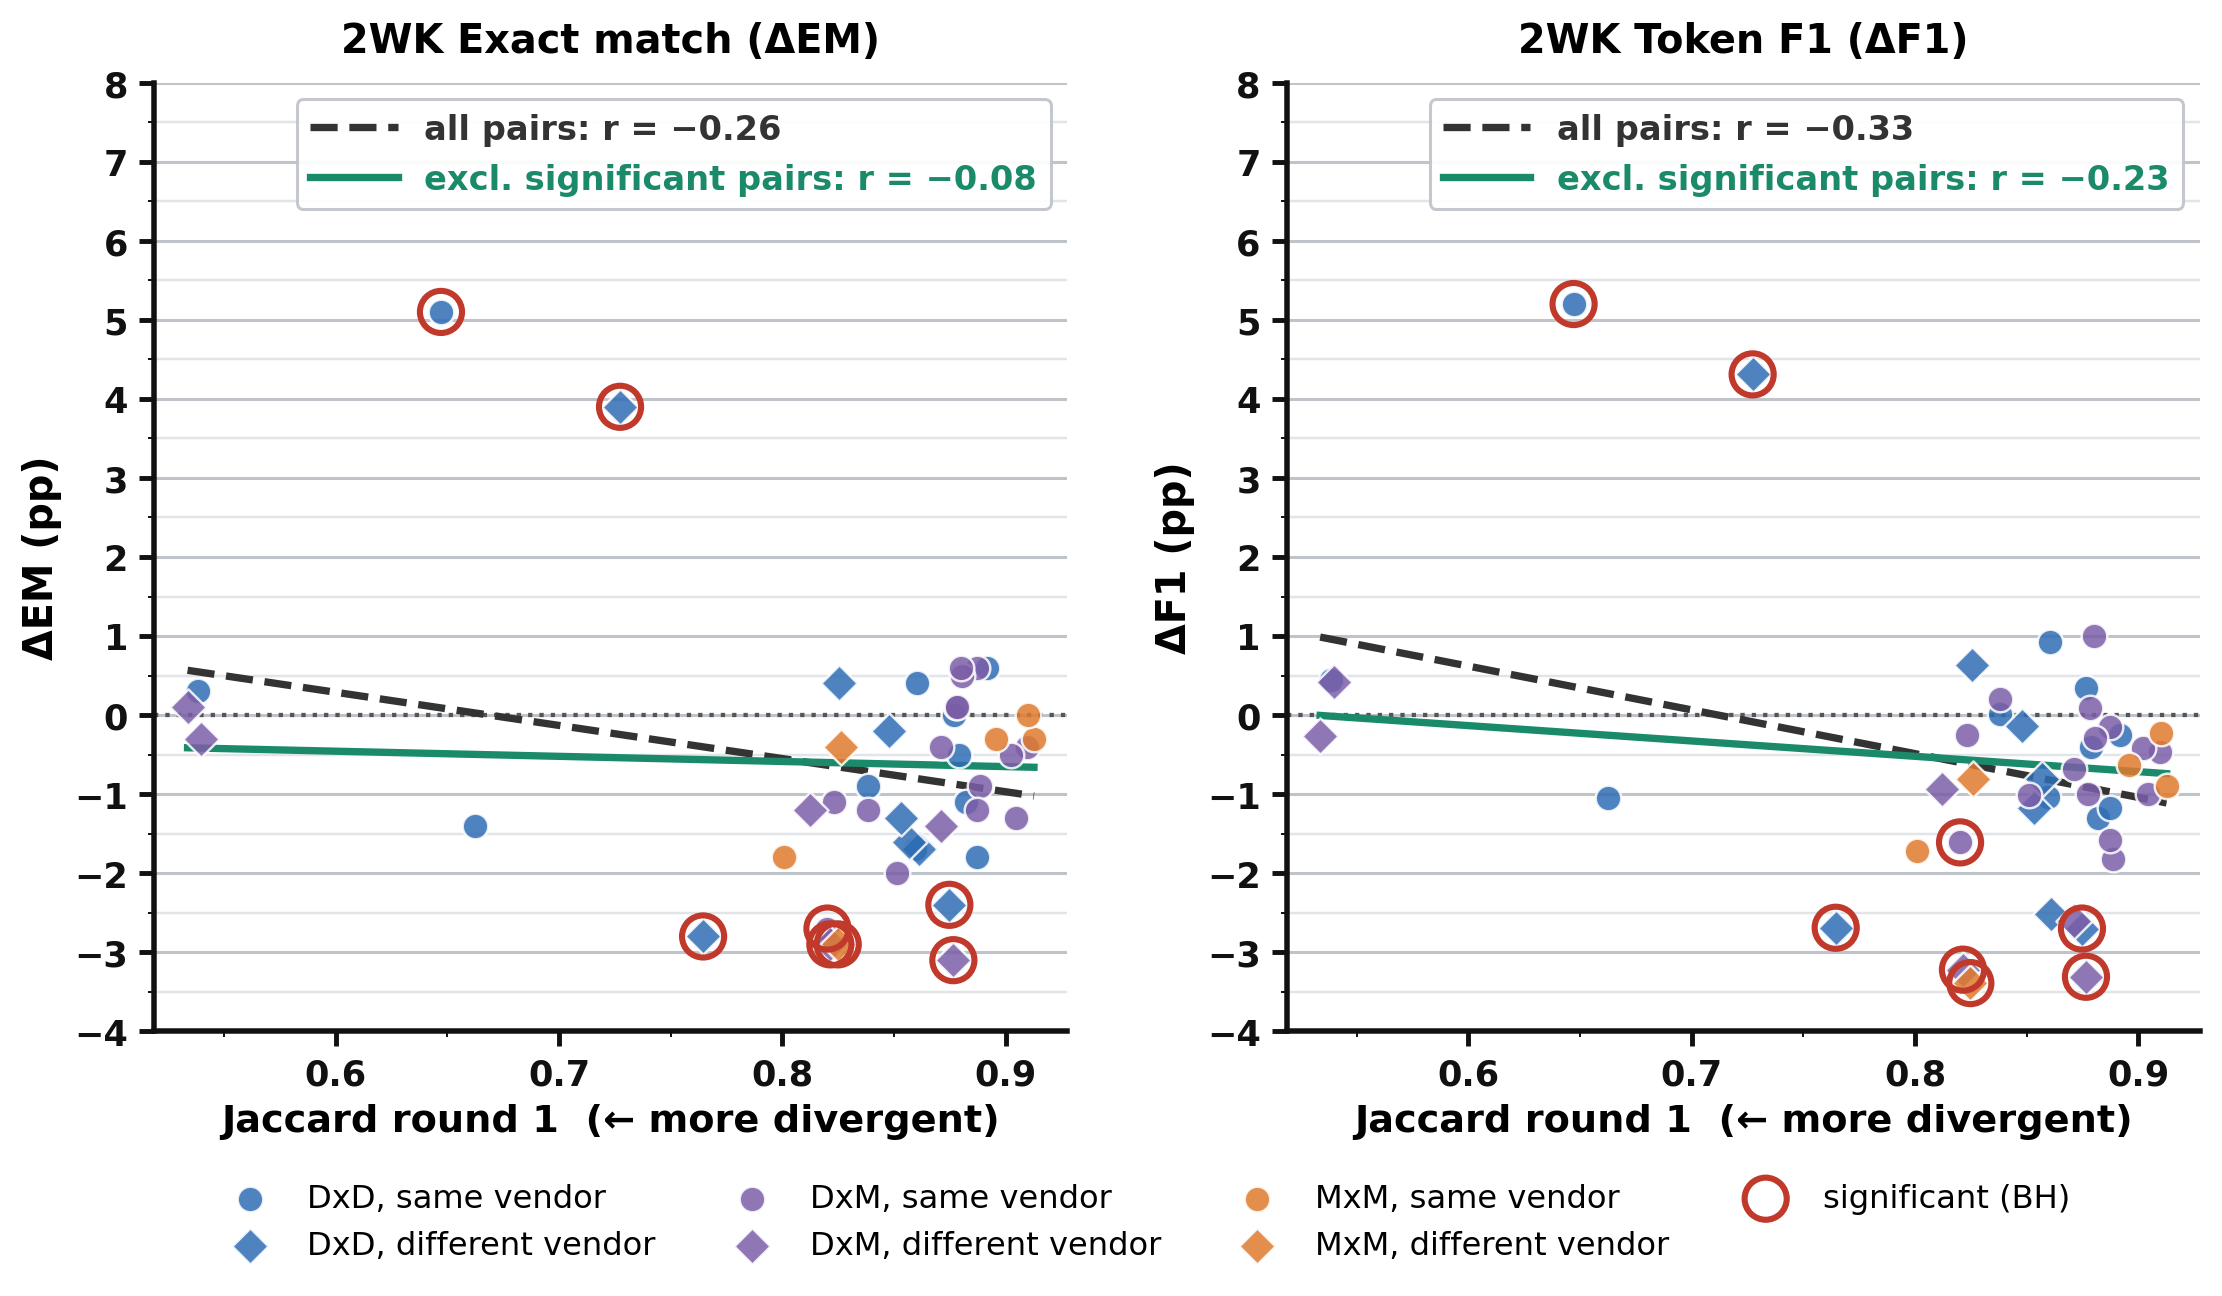 2WK Exact match (ΔEM)
8
7
6
5
4
3
2
1
0
−1
−2
−3
−4
ΔEM (pp)
all pairs: r = −0.26
excl. significant pairs: r = −0.08
0.6 0.7 0.8 0.9
Jaccard round 1 (← more divergent)
2WK Token F1 (ΔF1)
8
7
6
5
4
3
2
1
0
−1
−2
−3
−4
ΔF1 (pp)
all pairs: r = −0.33
excl. significant pairs: r = −0.23
0.6 0.7 0.8 0.9
Jaccard round 1 (← more divergent)
DxD, same vendor
DxD, different vendor
DxM, same vendor
DxM, different vendor
MxM, same vendor
MxM, different vendor
significant (BH)